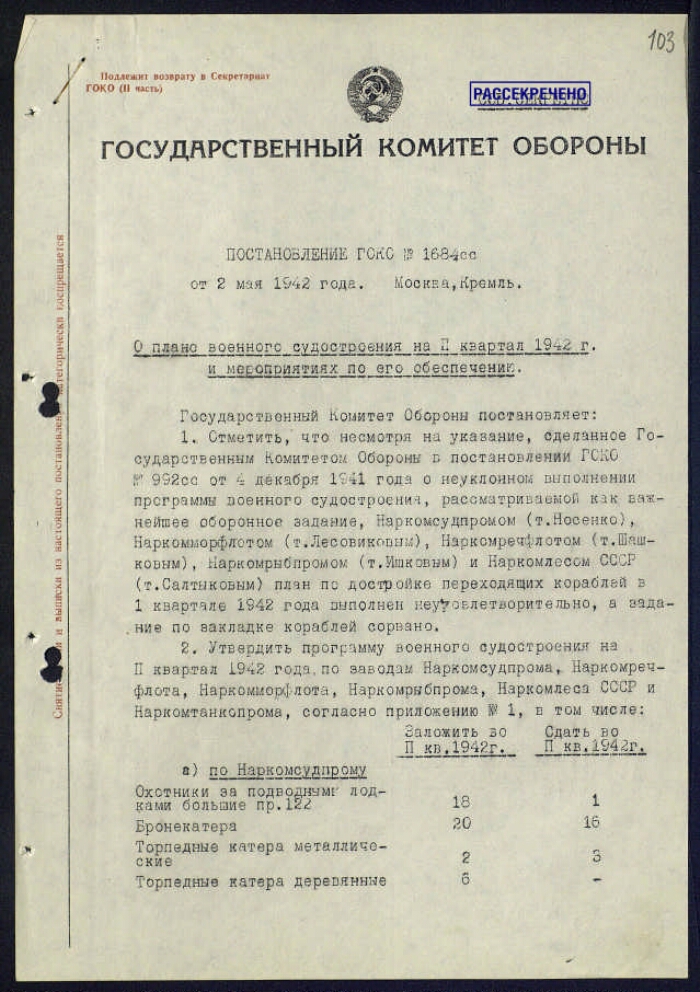 103
Подлежит возврату в Секретариат
ГОКО (II часть)
РАССЕКРЕЧЕНО
ГОСУДАРСТВЕННЫЙ КОМИТЕТ ОБОРОНЫ
ПОСТАНОВЛЕНИЕ ГОКО № 1684сс
от 2 мая 1942 года. Москва, Кремль.
О плане военного судостроения на II квартал 1942 г.
и мероприятиях по его обеспечению.
Государственный Комитет Обороны постановляет:
1. Отметить, что несмотря на указание, сделанное Го-
сударственным Комитетом Обороны в постановлении ГОКО
№ 992сс от 4 декабря 1941 года о неуклонном выполнении
программы военного судостроения, рассматриваемой как важ-
нейшее оборонное задание, Наркомсудпромом (т.Носенко),
Наркомморфлотом (т.Лесовиковым), Наркомречфлотом (т.Шаш-
ковым), Наркомрыбпромом (т.Ишковым) и Наркомлесом СССР
(т.Салтыковым) план по достройке переходящих кораблей в
1 квартале 1942 года выполнен неудовлетворительно, а зада-
ние по закладке кораблей сорвано.
2. Утвердить программу военного судостроения на
II квартал 1942 года по заводам Наркомсудпрома, Наркомреч-
флота, Наркомморфлота, Наркомрыбпрома, Наркомлеса СССР и
Наркомтанкопрома, согласно приложению № 1, в том числе:
Заложить во Сдать во
II кв.1942г. II кв.1942г.
а) по Наркомсудпрому
Охотники за подводными лод-
ками большие пр.122 18 1
Бронекатера 20 16
Торпедные катера металличе-
ские 2 3
Торпедные катера деревянные 6 -
и выписки из настоящего постановления категорически воспрещается